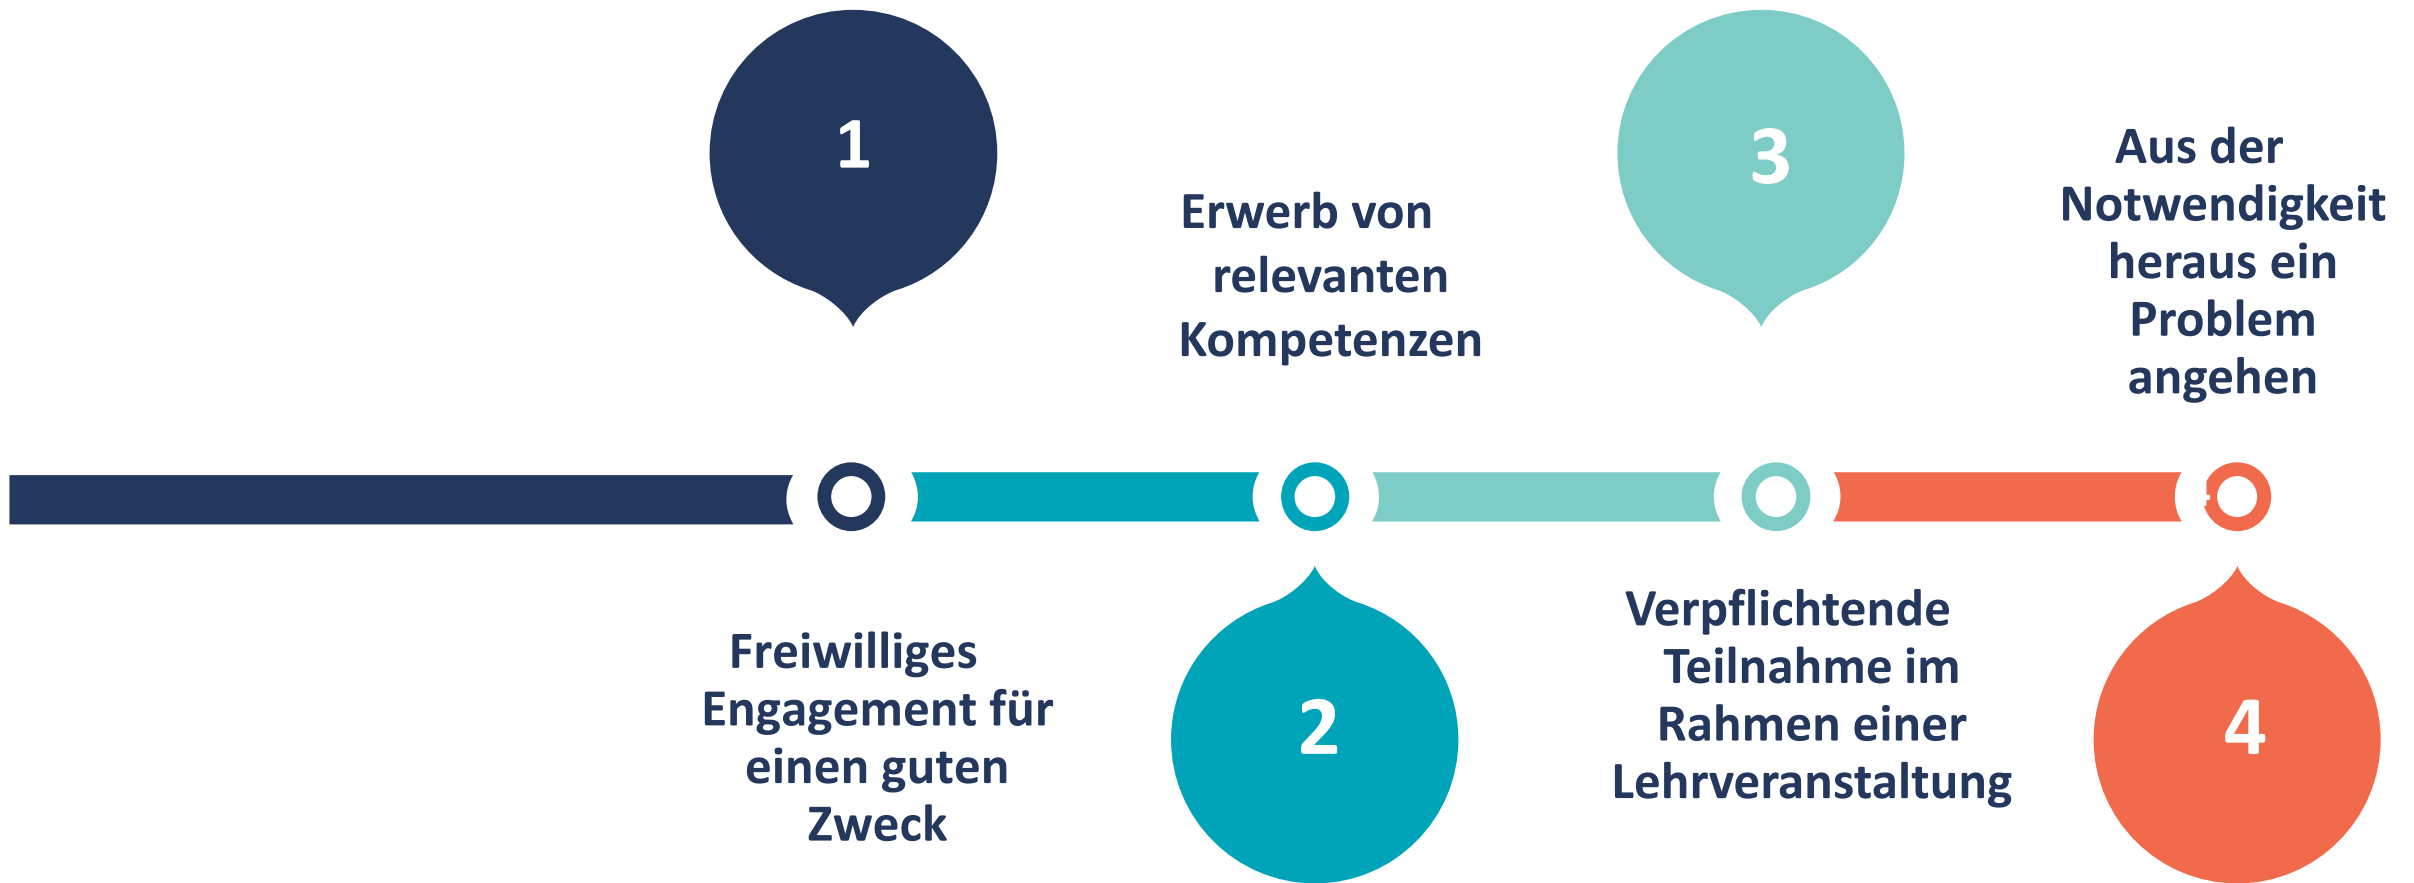 1
Freiwilliges
Engagement für
einen guten
Zweck
Erwerb von
relevanten
Kompetenzen
2
3
Verpflichtende
Teilnahme im
Rahmen einer
Lehrveranstaltung
Aus der
Notwendigkeit
heraus ein
Problem
angehen
4